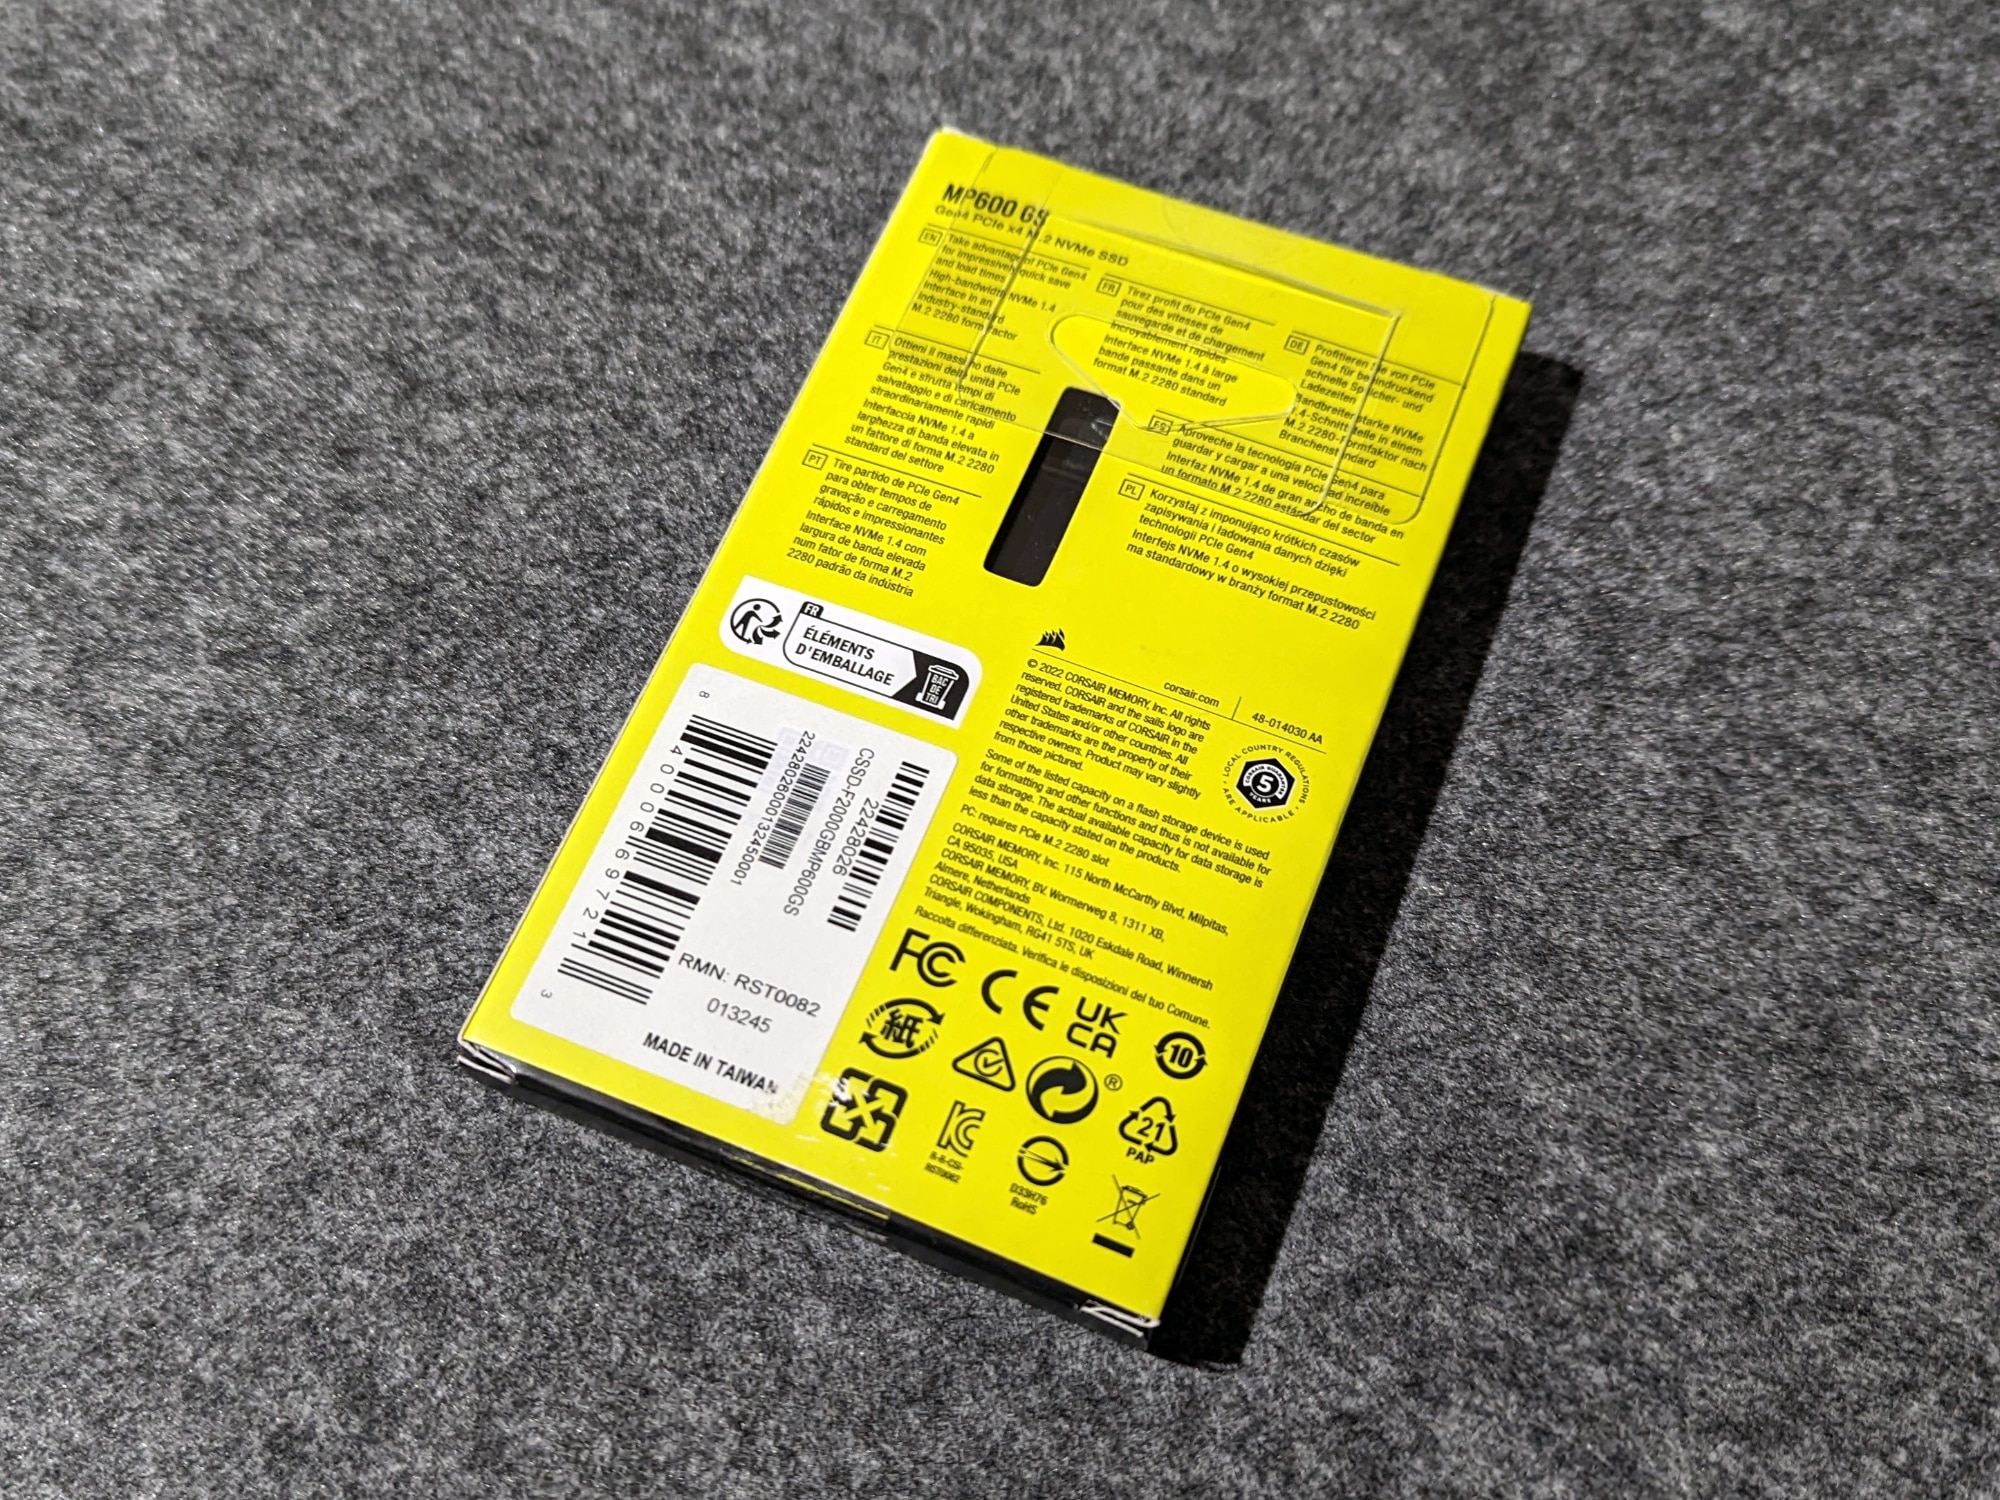 MP600 GS
Gen4 PCIe x4 M.2 NVMe SSD
EN
Take advantage of PCIe Gen4
for impressively quick save
and load times
High-bandwidth NVMe 1.4
interface in an
industry-standard
M.2 2280 form factor
FR
Tirez profit du PCIe Gen4
pour des vitesses de
sauvegarde et de chargement
incroyablement rapides
Interface NVMe 1.4 à large
bande passante dans un
format M.2 2280 standard
DE
Profitieren Sie von PCIe
Gen4 für beeindruckend
schnelle Speicher- und
Ladezeiten
Bandbreitenstarke NVMe
1.4-Schnittstelle in einem
M.2 2280-Formfaktor nach
Branchenstandard
IT
Ottieni il massimo dalle
prestazioni della unità PCIe
Gen4 e sfrutta tempi di
salvataggio e di caricamento
straordinariamente rapidi
Interfaccia NVMe 1.4 a
larghezza di banda elevata in
un fattore di forma M.2 2280
standard del settore
ES
Aproveche la tecnología PCIe Gen4 para
guardar y cargar a una velocidad increíble
Interfaz NVMe 1.4 de gran ancho de banda en
un formato M.2 2280 estándar del sector
PT
Tire partido de PCIe Gen4
para obter tempos de
gravação e carregamento
rápidos e impressionantes
Interface NVMe 1.4 com
largura de banda elevada
num fator de forma M.2
2280 padrão da indústria
PL
Korzystaj z imponująco krótkich czasów
zapisywania i ładowania danych dzięki
technologii PCIe Gen4
Interfejs NVMe 1.4 o wysokiej przepustowości
ma standardowy w branży format M.2 2280
FR
ÉLÉMENTS
D'EMBALLAGE
BAC
DE
TRI
corsair.com
48-014030 AA
© 2022 CORSAIR MEMORY, Inc. All rights
reserved. CORSAIR and the sails logo are
registered trademarks of CORSAIR in the
United States and/or other countries. All
other trademarks are the property of their
respective owners. Product may vary slightly
from those pictured.
LOCAL COUNTRY REGULATIONS
ARE APPLICABLE
CORSAIR GUARANTEE
5
YEARS
Some of the listed capacity on a flash storage device is used
for formatting and other functions and thus is not available for
data storage. The actual available capacity for data storage is
less than the capacity stated on the products.
PC: requires PCIe M.2 2280 slot
CORSAIR MEMORY, Inc. 115 North McCarthy Blvd, Milpitas,
CA 95035, USA
CORSAIR MEMORY, BV. Wormerweg 8, 1311 XB,
Almere, Netherlands
CORSAIR COMPONENTS, Ltd. 1020 Eskdale Road, Winnersh
Triangle, Wokingham, RG41 5TS, UK
Raccolta differenziata. Verifica le disposizioni del tuo Comune.
22428026
CSSD-F2000GBMP600GS
22428026000132450001
8 40006 69721 3
RMN: RST0082
013245
MADE IN TAIWAN
FC
CE
UK
CA
10
紙
®
21
PAP
R-R-CSI-
RST0082
D33H76
RoHS